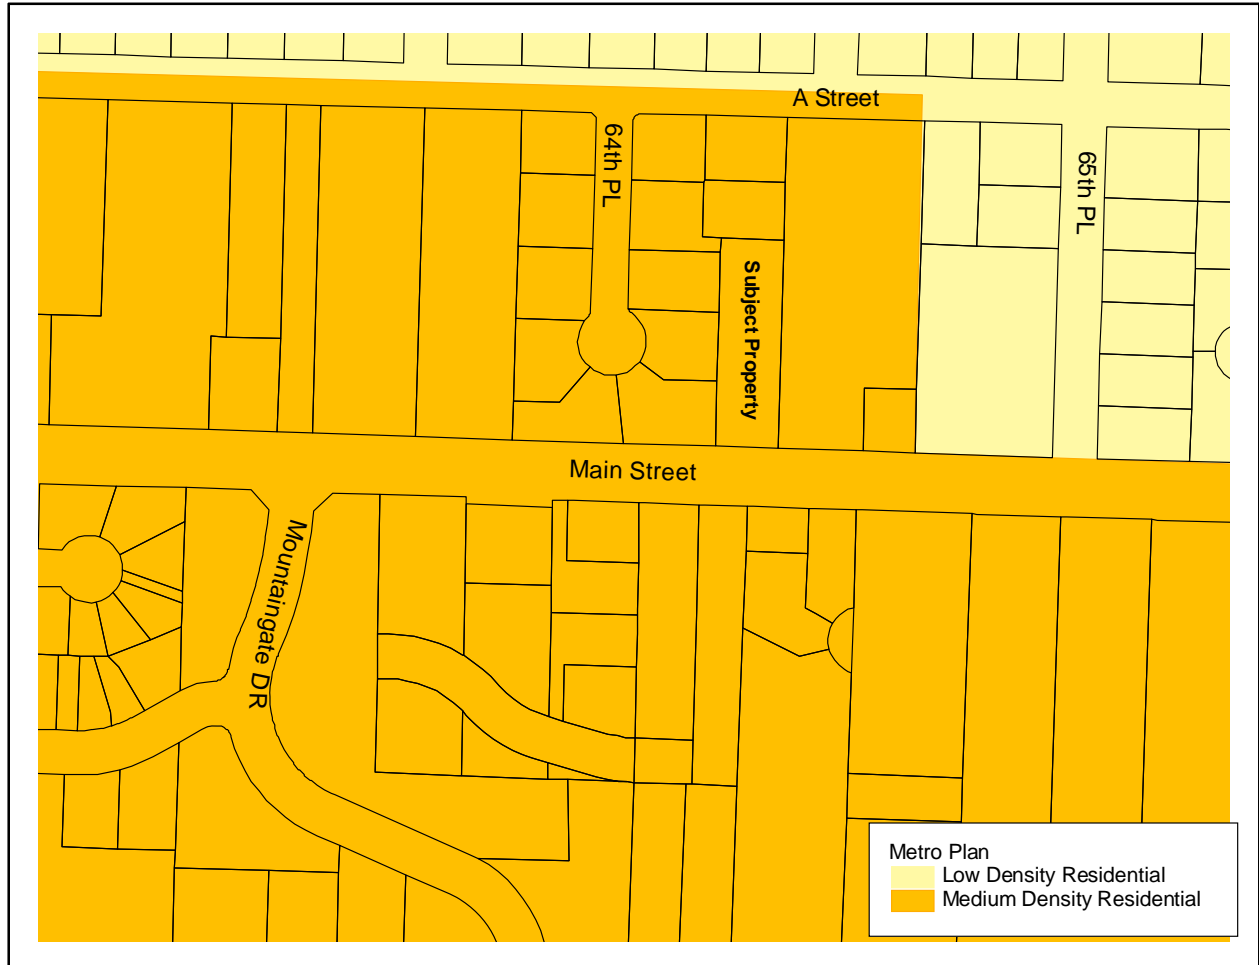 A Street
64th PL
65th PL
Subject Property
Main Street
Mountaingate DR
Metro Plan
Low Density Residential
Medium Density Residential